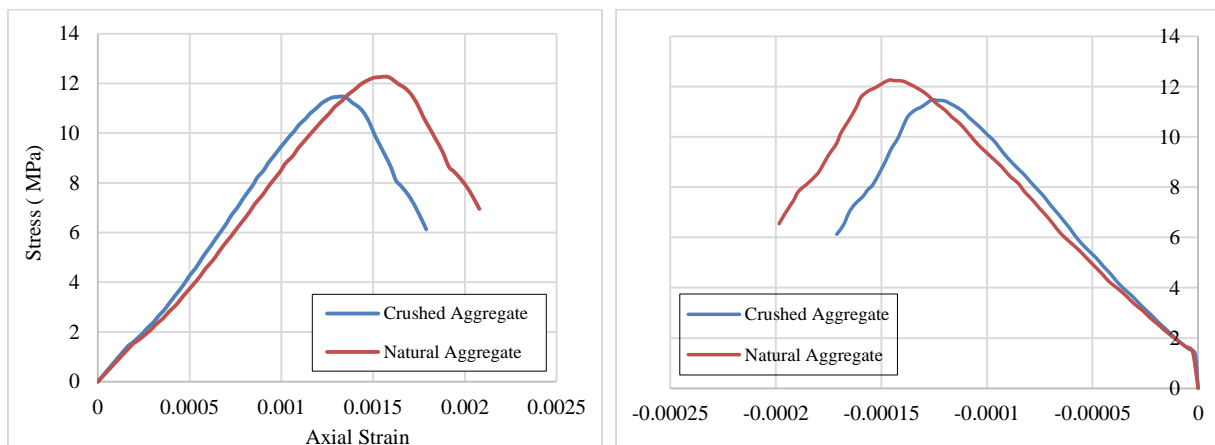 14
12
10
8
6
4
2
0
Stress ( MPa)
0 0.0005 0.001 0.0015 0.002 0.0025
Axial Strain
Crushed Aggregate
Natural Aggregate
14
12
10
8
6
4
2
0
-0.00025 -0.0002 -0.00015 -0.0001 -0.00005 0
Crushed Aggregate
Natural Aggregate